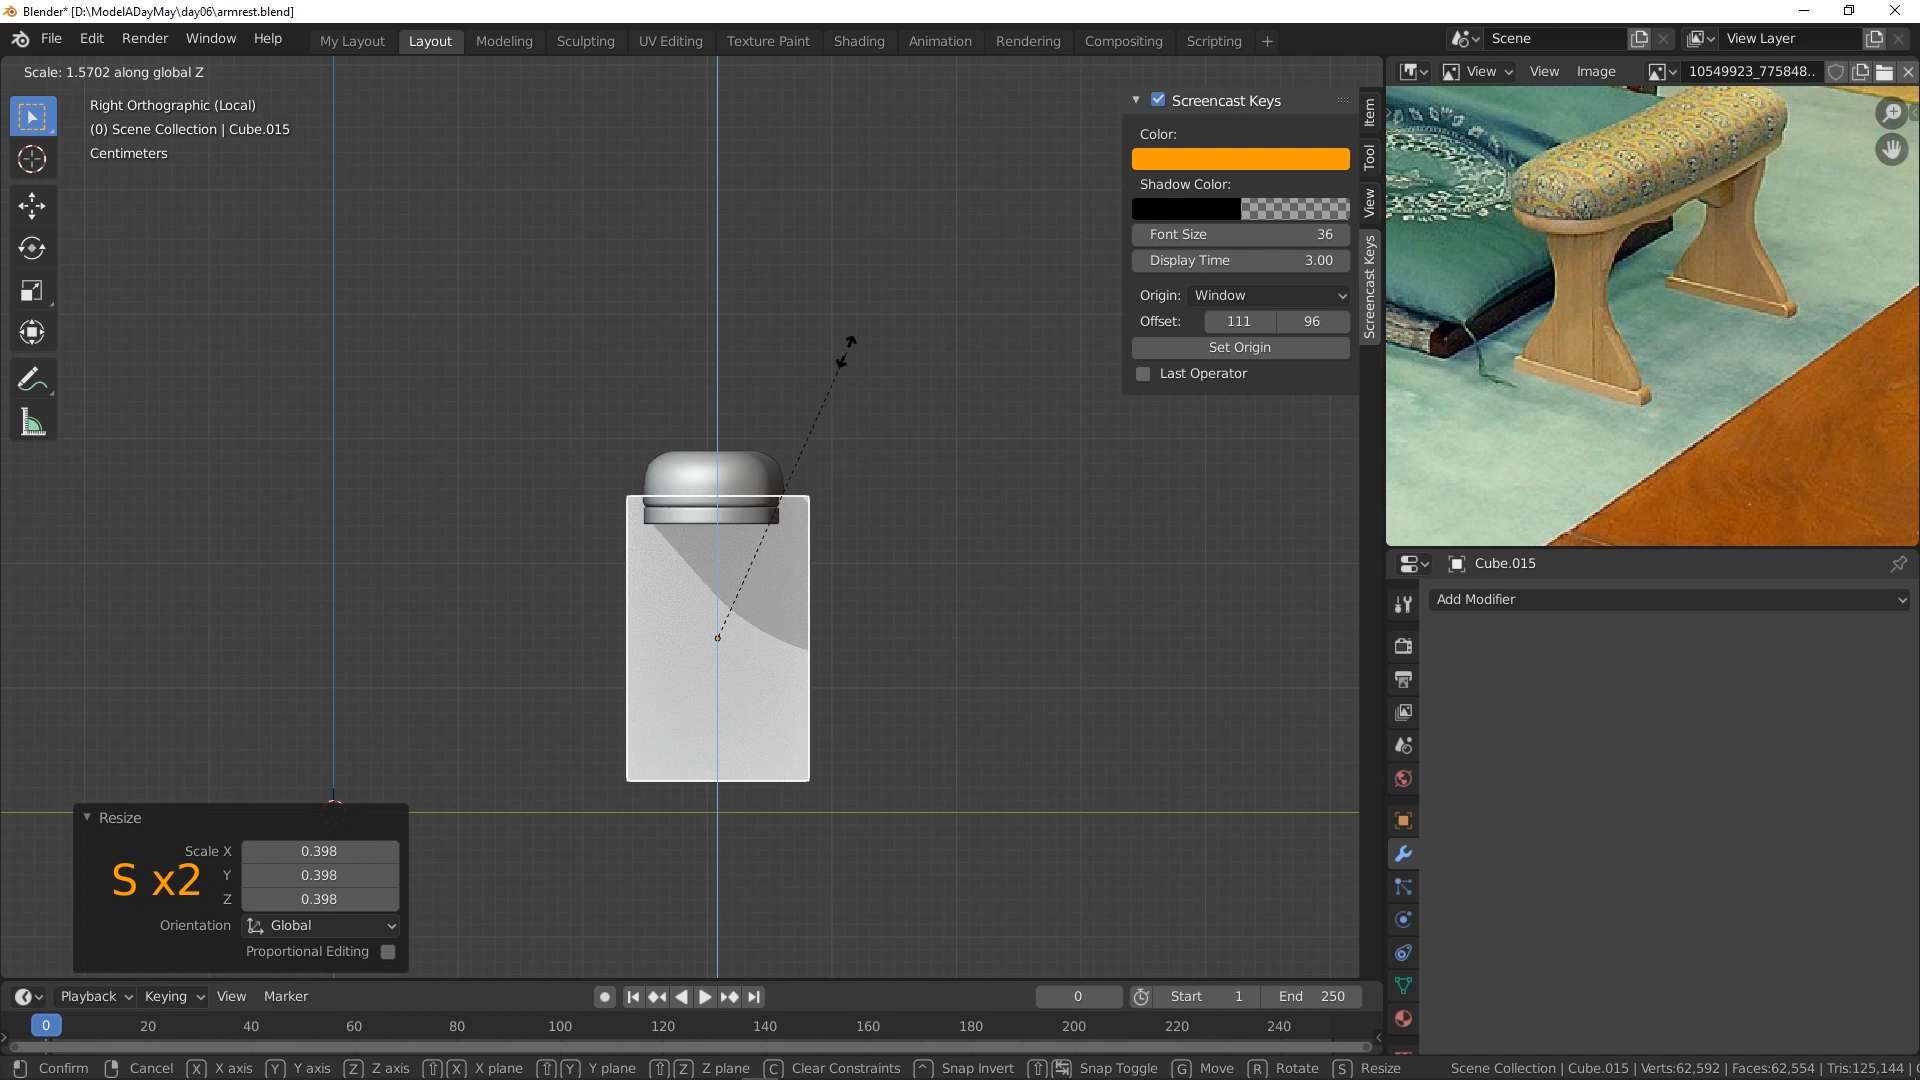 Blender* [D:\ModelADayMay\day06\armrest.blend]
File Edit Render Window Help My Layout Layout Modeling Sculpting UV Editing Texture Paint Shading Animation Rendering Compositing Scripting + Scene View Layer
Scale: 1.5702 along global Z
View View Image 10549923_775848..
Right Orthographic (Local)
(0) Scene Collection | Cube.015
Centimeters
Screencast Keys
Color:
Shadow Color:
Font Size 36
Display Time 3.00
Origin: Window
Offset: 111 96
Set Origin
Last Operator
Item
Tool
View
Screencast Keys
Cube.015
Add Modifier
Resize
Scale X 0.398
Y 0.398
Z 0.398
S x2
Orientation Global
Proportional Editing
Playback Keying View Marker 0 Start 1 End 250
0 20 40 60 80 100 120 140 160 180 200 220 240
Confirm Cancel X X axis Y Y axis Z Z axis X X plane Y Y plane Z Z plane C Clear Constraints ^ Snap Invert Snap Toggle G Move R Rotate S Resize Scene Collection | Cube.015 | Verts:62,592 | Faces:62,554 | Tris:125,144 |